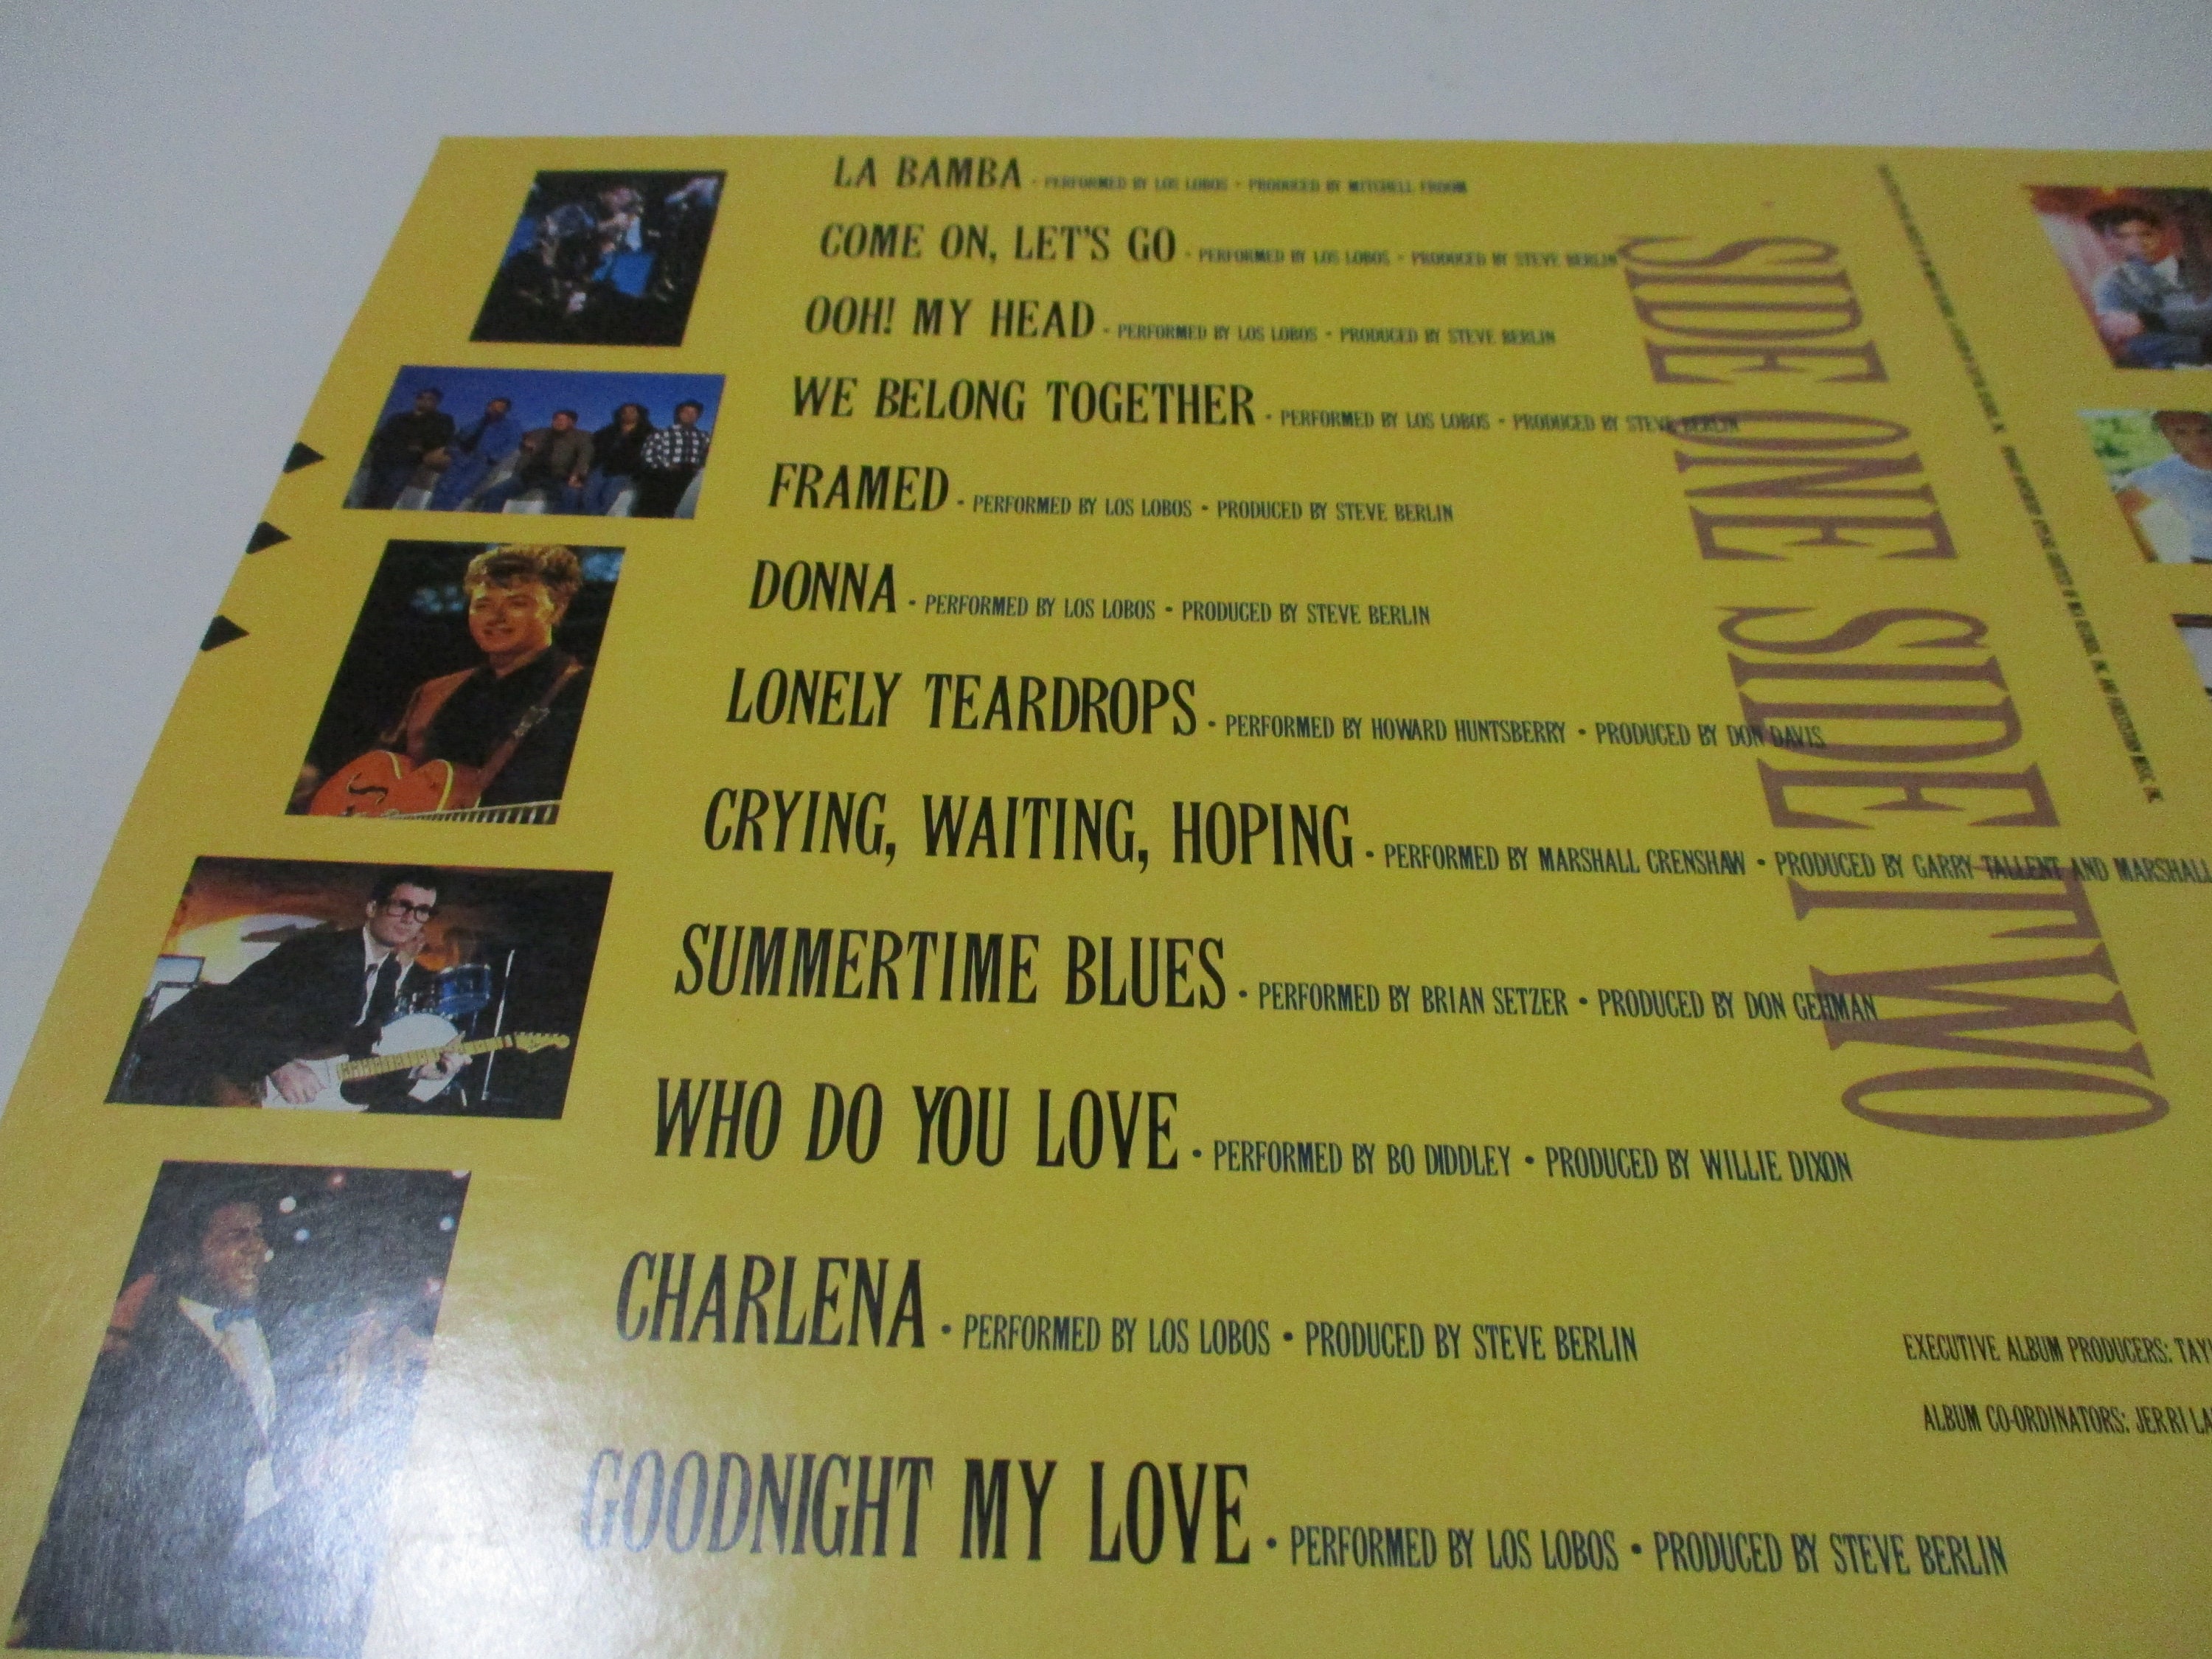 LA BAMBA - PERFORMED BY LOS LOBOS • PRODUCED BY MITCHELL FROOM
COME ON, LET'S GO - PERFORMED BY LOS LOBOS • PRODUCED BY STEVE BERLIN
OOH! MY HEAD - PERFORMED BY LOS LOBOS • PRODUCED BY STEVE BERLIN
WE BELONG TOGETHER - PERFORMED BY LOS LOBOS • PRODUCED BY STEVE BERLIN
FRAMED - PERFORMED BY LOS LOBOS • PRODUCED BY STEVE BERLIN
DONNA - PERFORMED BY LOS LOBOS • PRODUCED BY STEVE BERLIN
LONELY TEARDROPS - PERFORMED BY HOWARD HUNTSBERRY • PRODUCED BY DON DAVIS
CRYING, WAITING, HOPING - PERFORMED BY MARSHALL CRENSHAW • PRODUCED BY GARRY TALLENT AND MARSHALL
SUMMERTIME BLUES - PERFORMED BY BRIAN SETZER • PRODUCED BY DON GEHMAN
WHO DO YOU LOVE • PERFORMED BY BO DIDDLEY • PRODUCED BY WILLIE DIXON
CHARLENA • PERFORMED BY LOS LOBOS • PRODUCED BY STEVE BERLIN
GOODNIGHT MY LOVE • PERFORMED BY LOS LOBOS • PRODUCED BY STEVE BERLIN
SIDE ONE SIDE TWO
EXECUTIVE ALBUM PRODUCERS:
ALBUM CO-ORDINATORS: JERRI